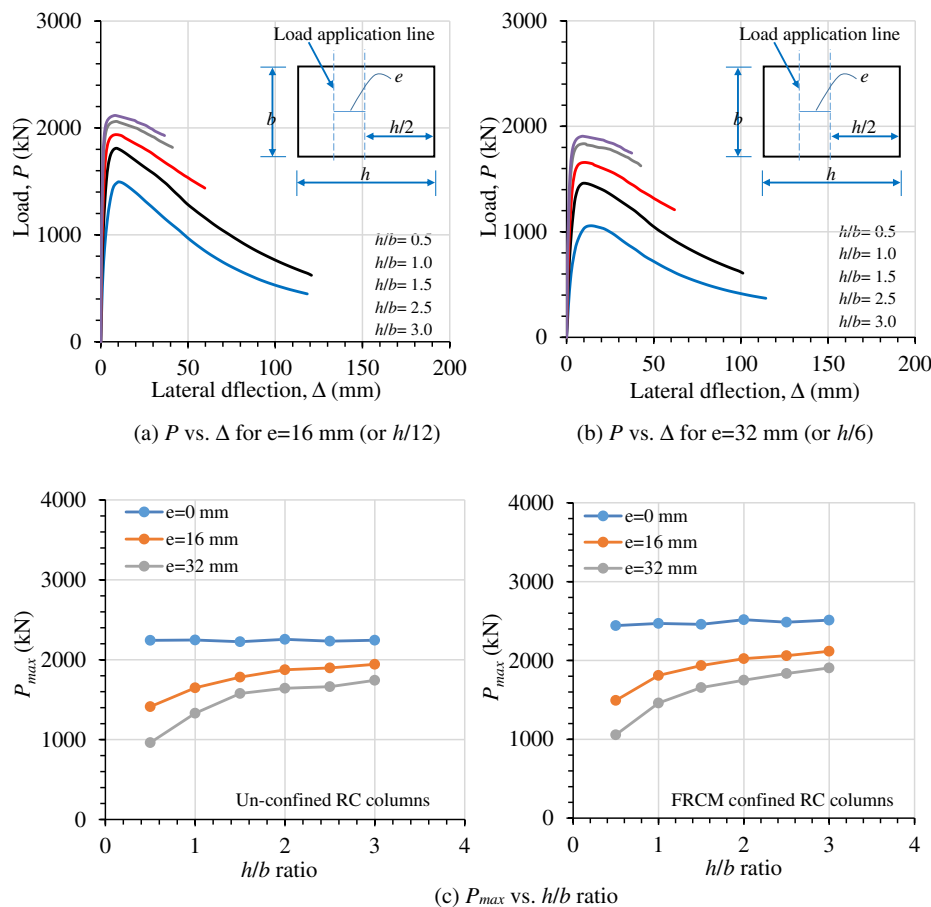 3000
2000
1000
0
Load, P (kN)
Load application line
e
b
h/2
h
h/b= 0.5
h/b= 1.0
h/b= 1.5
h/b= 2.5
h/b= 3.0
0 50 100 150 200
Lateral dflection, Δ (mm)
(a) P vs. Δ for e=16 mm (or h/12)
3000
2000
1000
0
Load, P (kN)
Load application line
e
b
h/2
h
h/b= 0.5
h/b= 1.0
h/b= 1.5
h/b= 2.5
h/b= 3.0
0 50 100 150 200
Lateral dflection, Δ (mm)
(b) P vs. Δ for e=32 mm (or h/6)
4000
3000
2000
1000
0
Pmax (kN)
e=0 mm
e=16 mm
e=32 mm
Un-confined RC columns
0 1 2 3 4
h/b ratio
4000
3000
2000
1000
0
Pmax (kN)
e=0 mm
e=16 mm
e=32 mm
FRCM confined RC columns
0 1 2 3 4
h/b ratio
(c) Pmax vs. h/b ratio